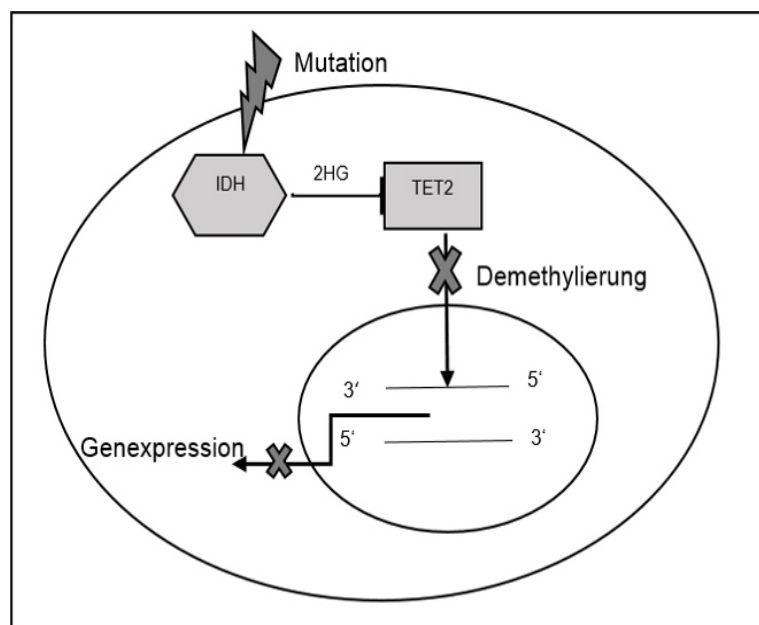 Mutation
IDH
2HG
TET2
Demethylierung
3‘ 5‘
5‘ 3‘
Genexpression